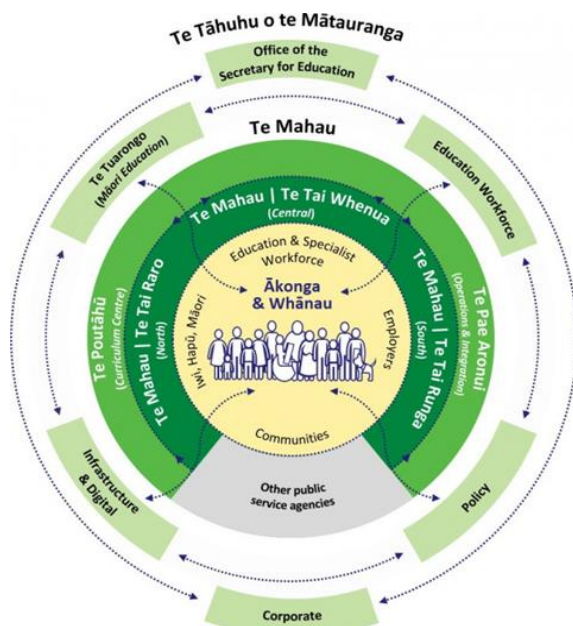 Te Tāhuhu o te Mātauranga
Office of the
Secretary for Education
Te Tuarongo
(Māori Education)
Te Mahau
Education Workforce
Te Mahau | Te Tai Whenua
(Central)
Te Poutāhū
(Curriculum Centre)
Te Mahau | Te Tai Raro
(North)
Education & Specialist
Workforce
Ākonga
& Whānau
Iwi, Hapū, Māori
Employers
Communities
Te Mahau | Te Tai Runga
(South)
Te Pae Aronui
(Operations & Integration)
Infrastructure
& Digital
Other public
service agencies
Policy
Corporate